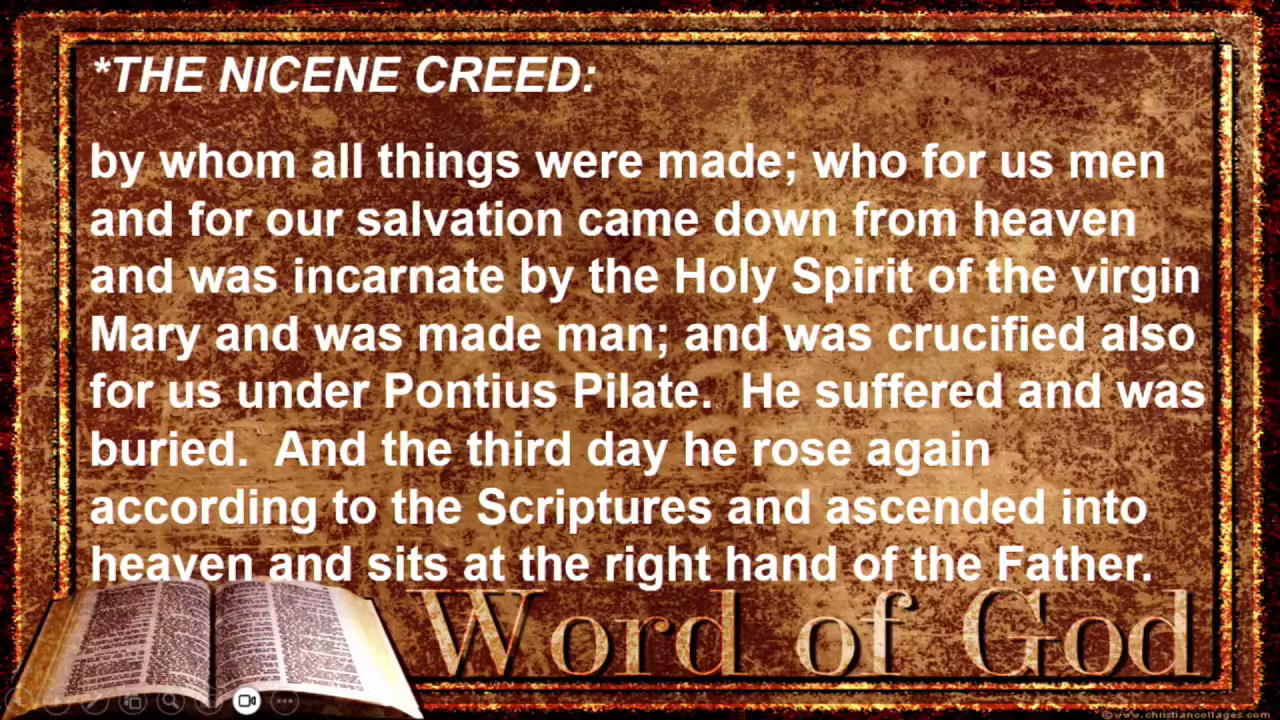 *THE NICENE CREED:
by whom all things were made; who for us men
and for our salvation came down from heaven
and was incarnate by the Holy Spirit of the virgin
Mary and was made man; and was crucified also
for us under Pontius Pilate.  He suffered and was
buried.  And the third day he rose again
according to the Scriptures and ascended into
heaven and sits at the right hand of the Father.
Word of God
©www.christiancollages.com